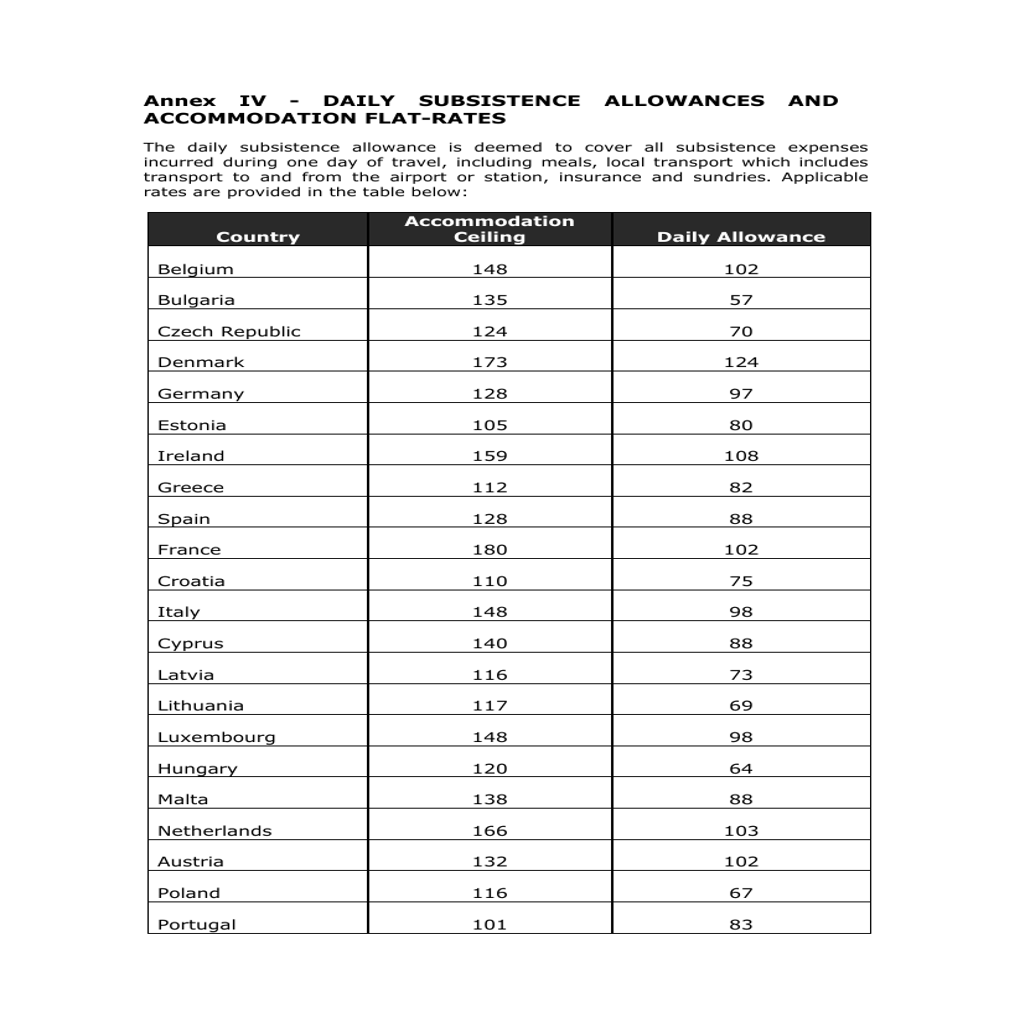 Annex IV - DAILY SUBSISTENCE ALLOWANCES AND
ACCOMMODATION FLAT-RATES
The daily subsistence allowance is deemed to cover all subsistence expenses
incurred during one day of travel, including meals, local transport which includes
transport to and from the airport or station, insurance and sundries. Applicable
rates are provided in the table below:
Country Accommodation Ceiling Daily Allowance
Belgium 148 102
Bulgaria 135 57
Czech Republic 124 70
Denmark 173 124
Germany 128 97
Estonia 105 80
Ireland 159 108
Greece 112 82
Spain 128 88
France 180 102
Croatia 110 75
Italy 148 98
Cyprus 140 88
Latvia 116 73
Lithuania 117 69
Luxembourg 148 98
Hungary 120 64
Malta 138 88
Netherlands 166 103
Austria 132 102
Poland 116 67
Portugal 101 83